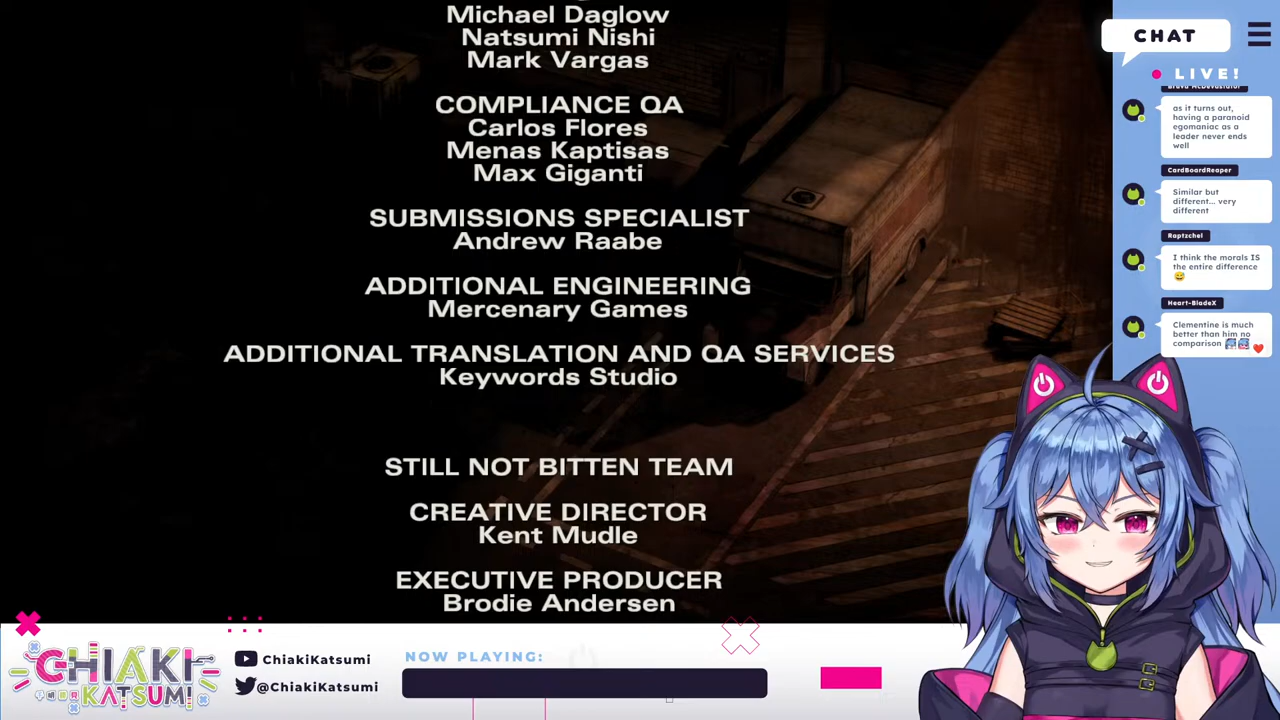 Michael Daglow
Natsumi Nishi
Mark Vargas
COMPLIANCE QA
Carlos Flores
Menas Kaptisas
Max Giganti
SUBMISSIONS SPECIALIST
Andrew Raabe
ADDITIONAL ENGINEERING
Mercenary Games
ADDITIONAL TRANSLATION AND QA SERVICES
Keywords Studio
STILL NOT BITTEN TEAM
CREATIVE DIRECTOR
Kent Mudle
EXECUTIVE PRODUCER
Brodie Andersen
CHAT
LIVE!
as it turns out,
having a paranoid
egomaniac as a
leader never ends
well
CardBoardReaper
Similar but
different... very
different
Raptzchel
I think the morals IS
the entire difference
Heart-BladeX
Clementine is much
better than him no
comparison
CHIAKI
KATSUMI
ChiakiKatsumi
@ChiakiKatsumi
NOW PLAYING: